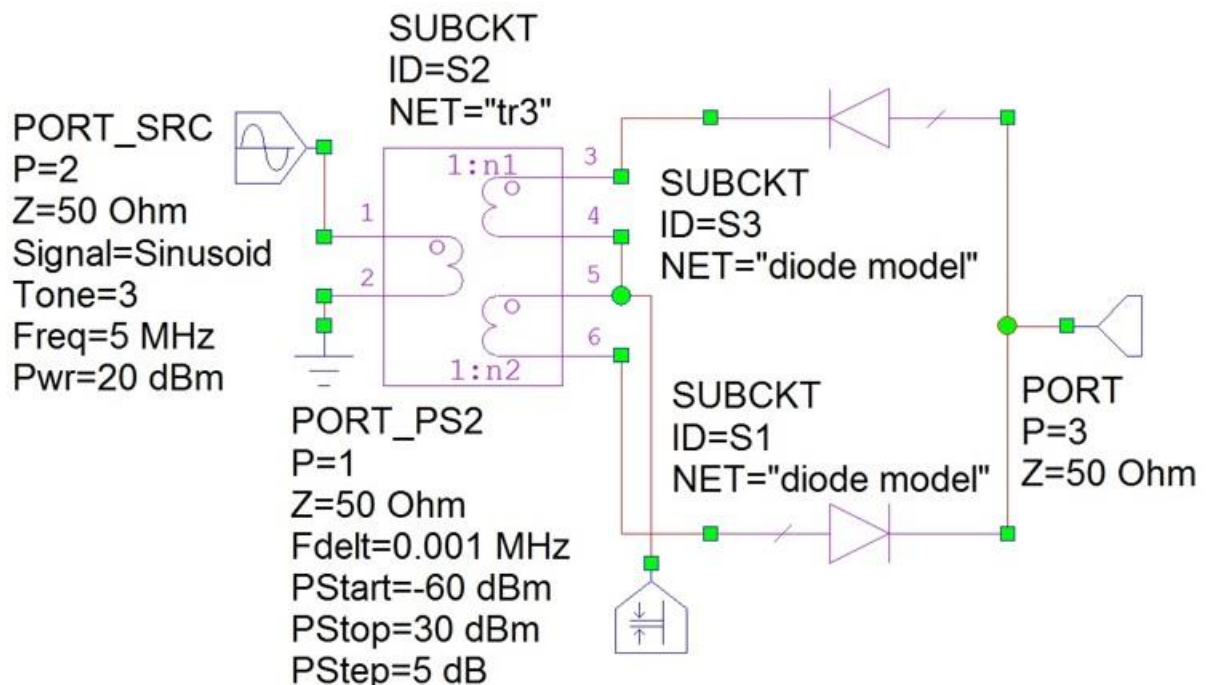 SUBCKT
ID=S2
NET="tr3"
PORT_SRC
P=2
Z=50 Ohm
Signal=Sinusoid
Tone=3
Freq=5 MHz
Pwr=20 dBm
1:n1
1
2
3
4
5
6
1:n2
SUBCKT
ID=S3
NET="diode model"
PORT_PS2
P=1
Z=50 Ohm
Fdelt=0.001 MHz
PStart=-60 dBm
PStop=30 dBm
PStep=5 dB
SUBCKT
ID=S1
NET="diode model"
PORT
P=3
Z=50 Ohm